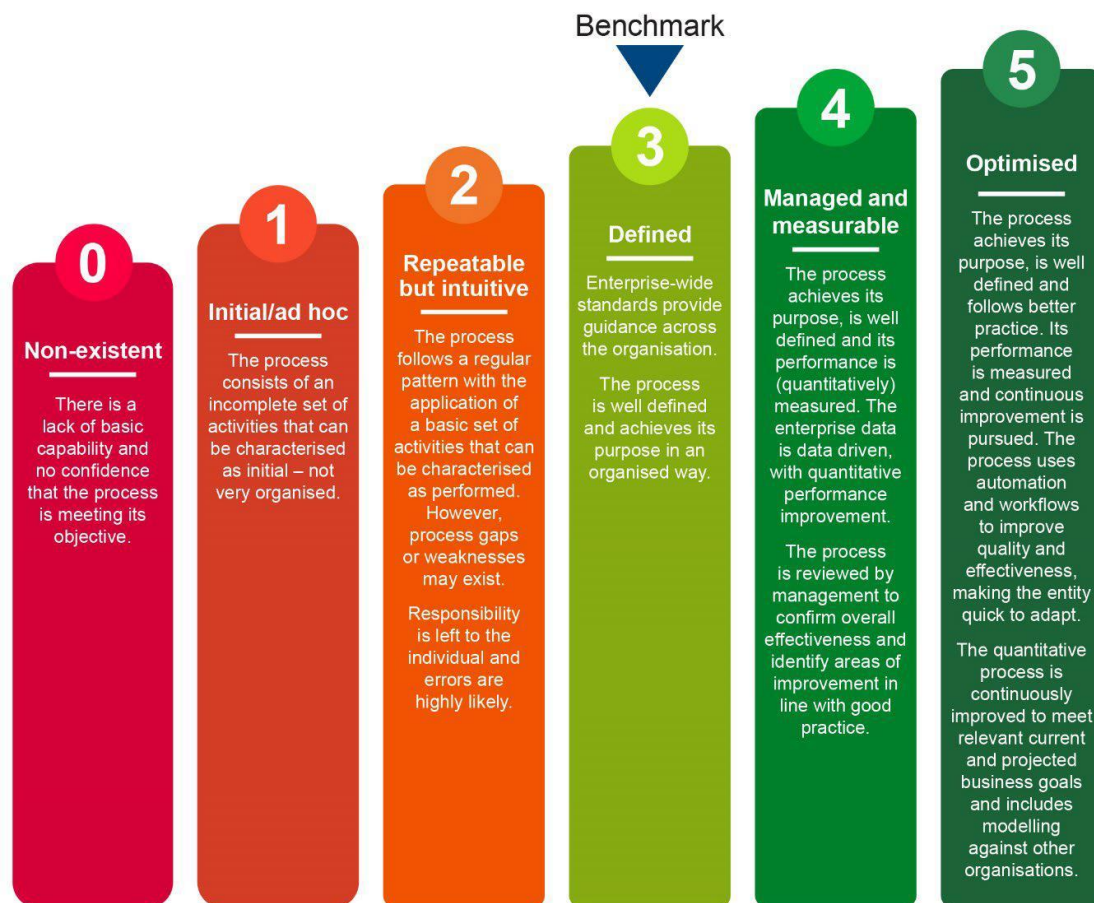 Benchmark
0
Non-existent
There is a
lack of basic
capability and
no confidence
that the process
is meeting its
objective.
1
Initial/ad hoc
The process
consists of an
incomplete set of
activities that can
be characterised
as initial – not
very organised.
2
Repeatable
but intuitive
The process
follows a regular
pattern with the
application of
a basic set of
activities that can
be characterised
as performed.
However,
process gaps
or weaknesses
may exist.
Responsibility
is left to the
individual and
errors are
highly likely.
3
Defined
Enterprise-wide
standards provide
guidance across
the organisation.
The process
is well defined
and achieves its
purpose in an
organised way.
4
Managed and
measurable
The process
achieves its
purpose, is well
defined and its
performance is
(quantitatively)
measured. The
enterprise data
is data driven,
with quantitative
performance
improvement.
The process
is reviewed by
management to
confirm overall
effectiveness and
identify areas of
improvement in
line with good
practice.
5
Optimised
The process
achieves its
purpose, is well
defined and
follows better
practice. Its
performance
is measured
and continuous
improvement is
pursued. The
process uses
automation
and workflows
to improve
quality and
effectiveness,
making the entity
quick to adapt.
The quantitative
process is
continuously
improved to meet
relevant current
and projected
business goals
and includes
modelling
against other
organisations.